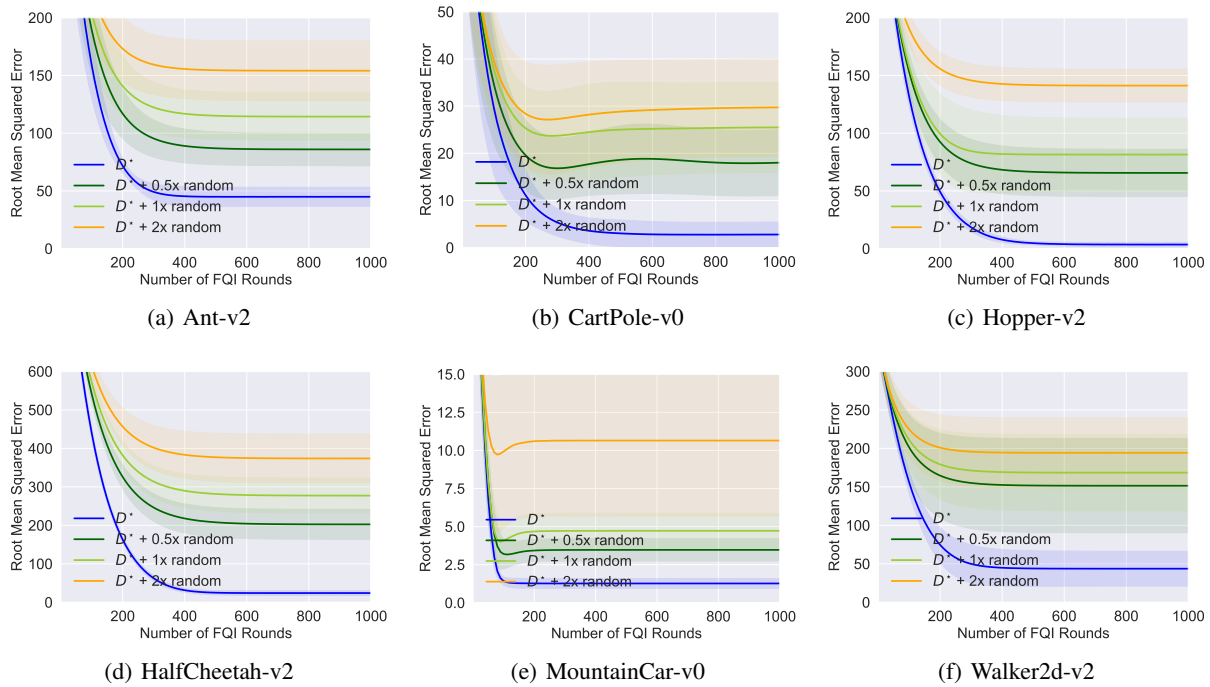 200
150
100
50
0
Root Mean Squared Error
D* 
D* + 0.5x random
D* + 1x random
D* + 2x random
200 400 600 800 1000
Number of FQI Rounds
(a) Ant-v2
50
40
30
20
10
0
Root Mean Squared Error
D*
D* + 0.5x random
D* + 1x random
D* + 2x random
200 400 600 800 1000
Number of FQI Rounds
(b) CartPole-v0
200
150
100
50
0
Root Mean Squared Error
D*
D* + 0.5x random
D* + 1x random
D* + 2x random
200 400 600 800 1000
Number of FQI Rounds
(c) Hopper-v2
600
500
400
300
200
100
0
Root Mean Squared Error
D*
D* + 0.5x random
D* + 1x random
D* + 2x random
200 400 600 800 1000
Number of FQI Rounds
(d) HalfCheetah-v2
15.0
12.5
10.0
7.5
5.0
2.5
0.0
Root Mean Squared Error
D*
D* + 0.5x random
D* + 1x random
D* + 2x random
200 400 600 800 1000
Number of FQI Rounds
(e) MountainCar-v0
300
250
200
150
100
50
0
Root Mean Squared Error
D*
D* + 0.5x random
D* + 1x random
D* + 2x random
200 400 600 800 1000
Number of FQI Rounds
(f) Walker2d-v2